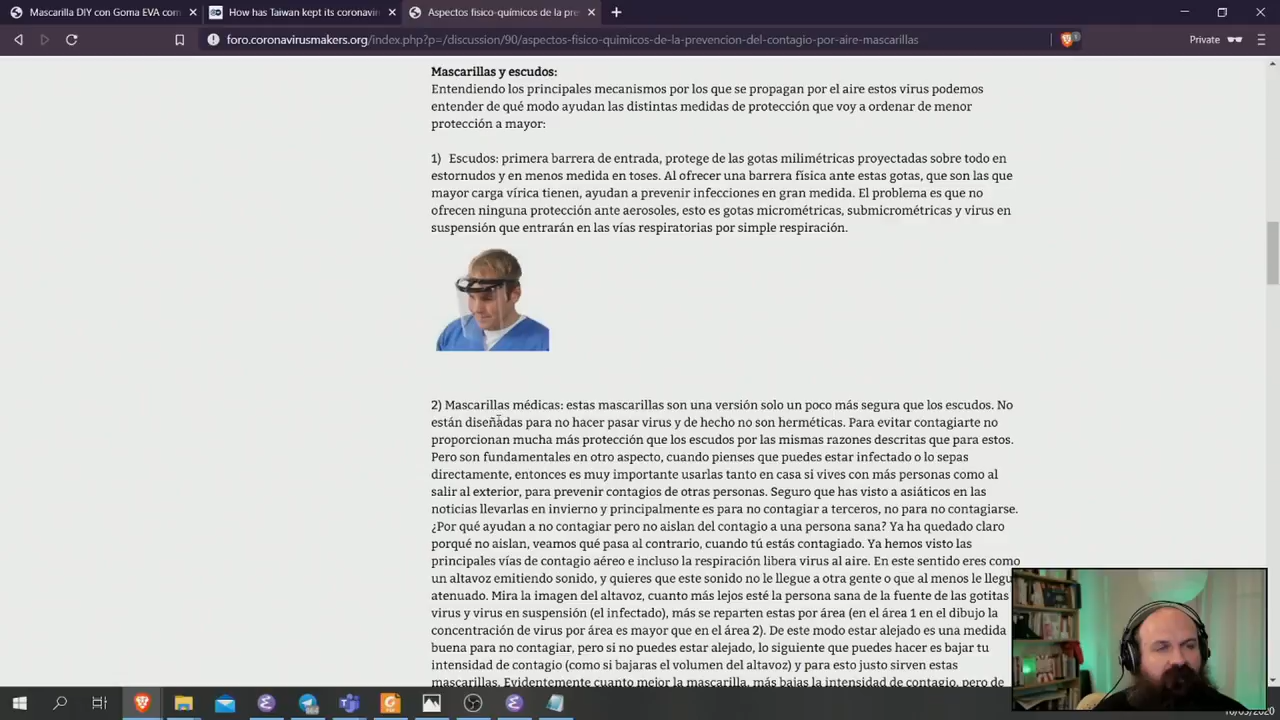 Mascarilla DIY con Goma EVA com
How has Taiwan kept its coronavir
Aspectos físico-químicos de la pre
foro.coronavirusmakers.org/index.php?p=/discussion/90/aspectos-fisico-quimicos-de-la-prevencion-del-contagio-por-aire-mascarillas
1
Private
Mascarillas y escudos:
Entendiendo los principales mecanismos por los que se propagan por el aire estos virus podemos
entender de qué modo ayudan las distintas medidas de protección que voy a ordenar de menor
protección a mayor:
1) Escudos: primera barrera de entrada, protege de las gotas milimétricas proyectadas sobre todo en
estornudos y en menos medida en toses. Al ofrecer una barrera física ante estas gotas, que son las que
mayor carga vírica tienen, ayudan a prevenir infecciones en gran medida. El problema es que no
ofrecen ninguna protección ante aerosoles, esto es gotas micrométricas, submicrométricas y virus en
suspensión que entrarán en las vías respiratorias por simple respiración.
2) Mascarillas médicas: estas mascarillas son una versión solo un poco más segura que los escudos. No
están diseñadas para no hacer pasar virus y de hecho no son herméticas. Para evitar contagiarte no
proporcionan mucha más protección que los escudos por las mismas razones descritas que para estos.
Pero son fundamentales en otro aspecto, cuando pienses que puedes estar infectado o lo sepas
directamente, entonces es muy importante usarlas tanto en casa si vives con más personas como al
salir al exterior, para prevenir contagios de otras personas. Seguro que has visto a asiáticos en las
noticias llevarlas en invierno y principalmente es para no contagiar a terceros, no para no contagiarse.
¿Por qué ayudan a no contagiar pero no aislan del contagio a una persona sana? Ya ha quedado claro
porqué no aislan, veamos qué pasa al contrario, cuando tú estás contagiado. Ya hemos visto las
principales vías de contagio aéreo e incluso la respiración libera virus al aire. En este sentido eres como
un altavoz emitiendo sonido, y quieres que este sonido no le llegue a otra gente o que al menos le llegu
atenuado. Mira la imagen del altavoz, cuanto más lejos esté la persona sana de la fuente de las gotitas
virus y virus en suspensión (el infectado), más se reparten estas por área (en el área 1 en el dibujo la
concentración de virus por área es mayor que en el área 2). De este modo estar alejado es una medida
buena para no contagiar, pero si no puedes estar alejado, lo siguiente que puedes hacer es bajar tu
intensidad de contagio (como si bajaras el volumen del altavoz) y para esto justo sirven estas
mascarillas. Evidentemente cuanto mejor la mascarilla, más bajas la intensidad de contagio, pero de